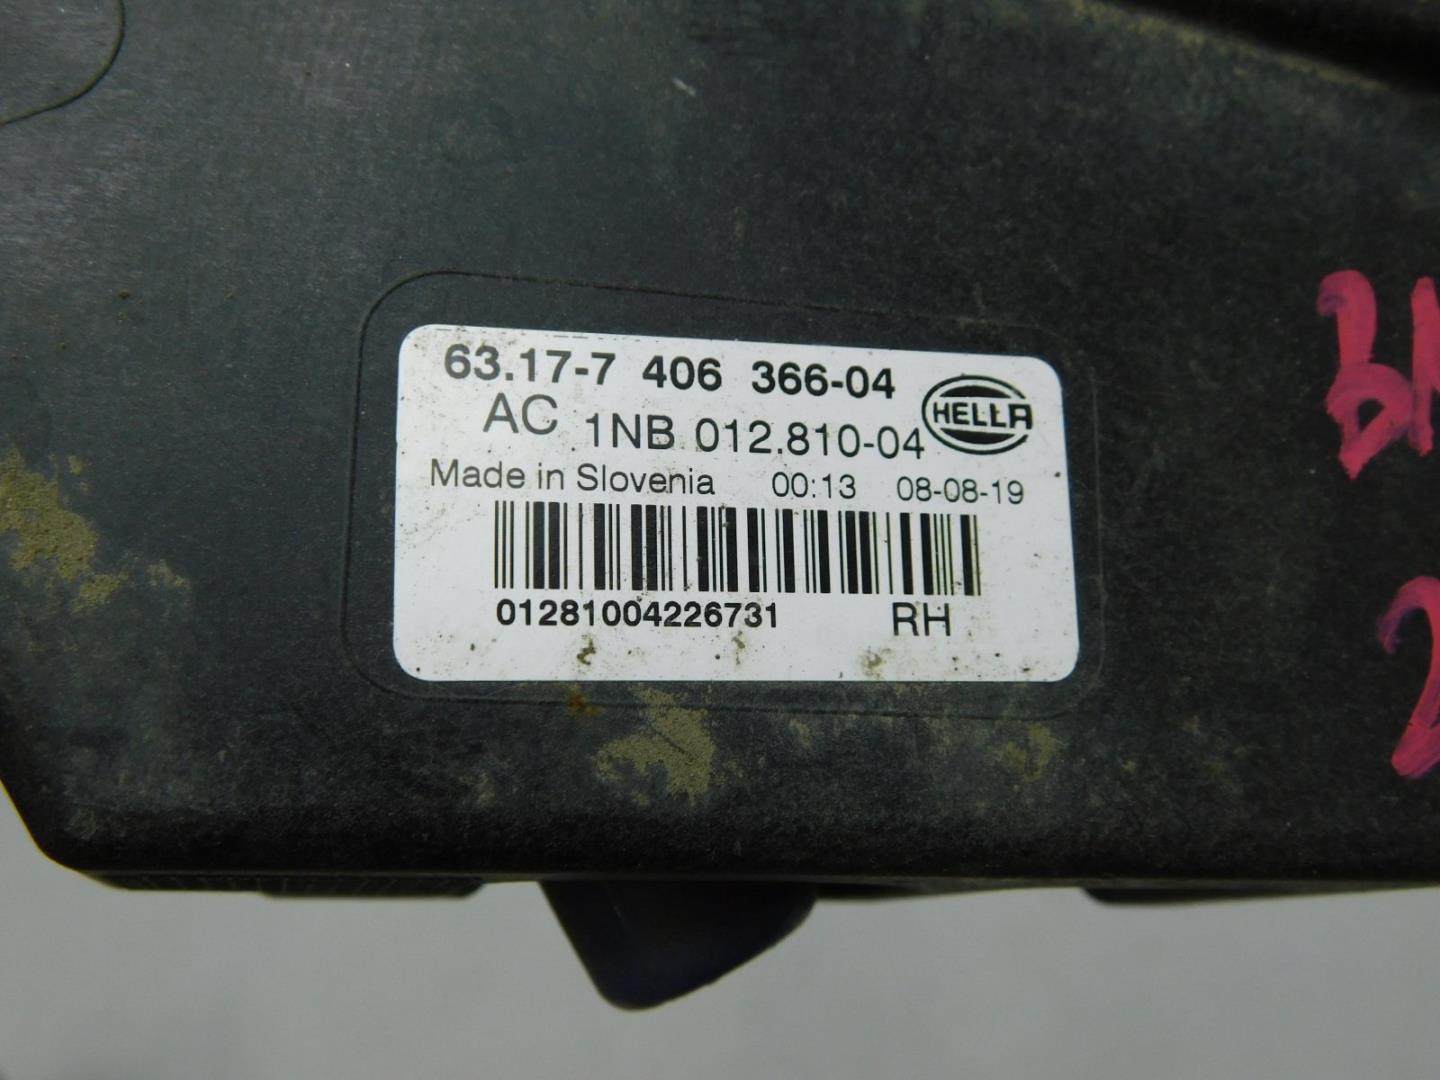 63.17-7 406 366-04
AC 1NB 012.810-04 HELLA
Made in Slovenia 00:13 08-08-19
01281004226731 RH